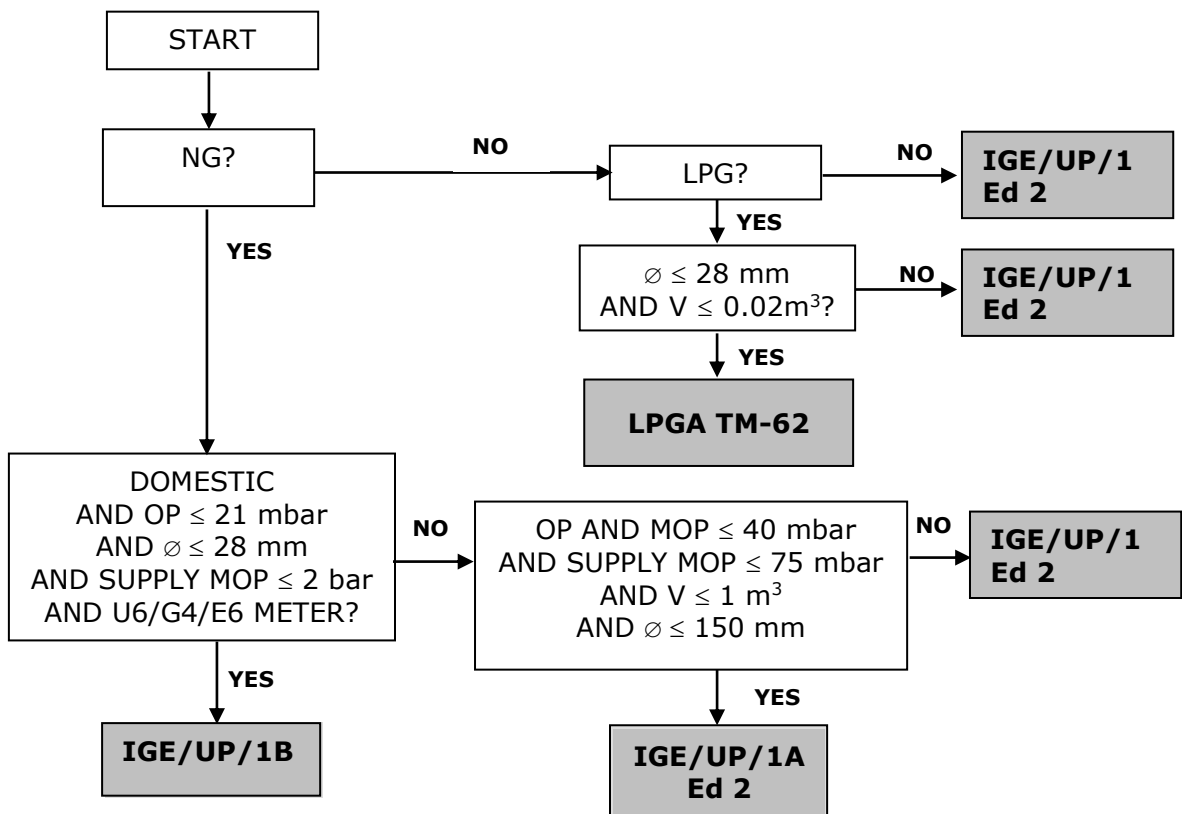 START
NG?
NO
LPG?
NO
IGE/UP/1
Ed 2
YES
YES
∅ ≤ 28 mm
AND V ≤ 0.02m³?
NO
IGE/UP/1
Ed 2
YES
LPGA TM-62
DOMESTIC
AND OP ≤ 21 mbar
AND ∅ ≤ 28 mm
AND SUPPLY MOP ≤ 2 bar
AND U6/G4/E6 METER?
NO
OP AND MOP ≤ 40 mbar
AND SUPPLY MOP ≤ 75 mbar
AND V ≤ 1 m³
AND ∅ ≤ 150 mm
NO
IGE/UP/1
Ed 2
YES
IGE/UP/1B
YES
IGE/UP/1A
Ed 2